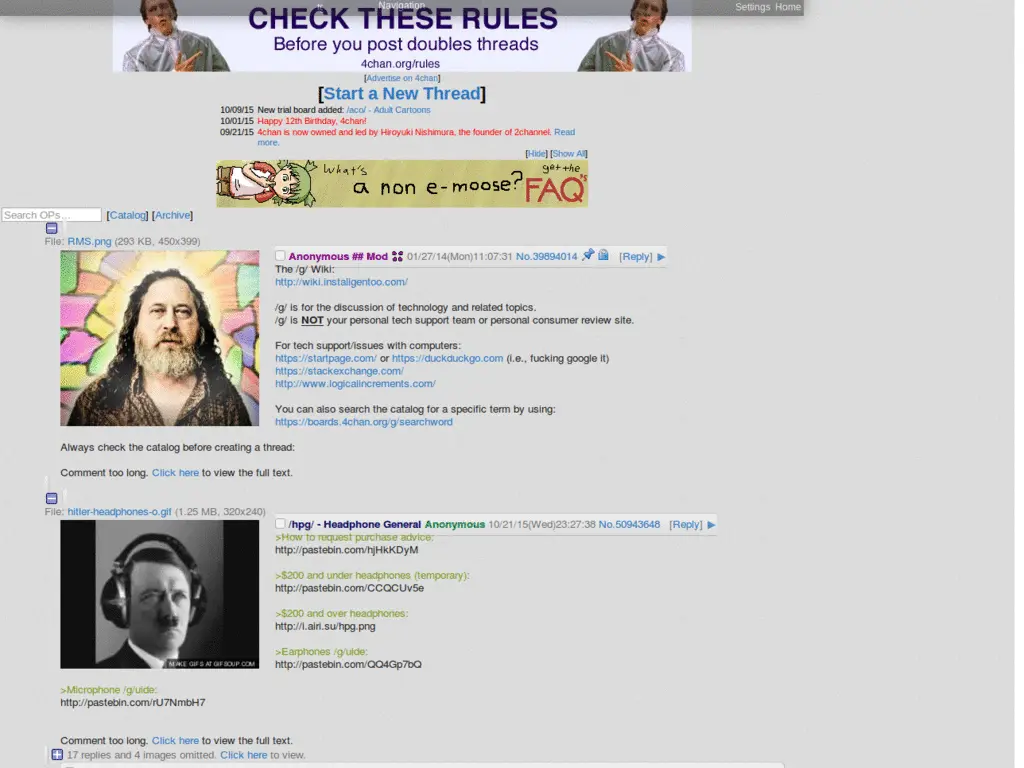 Navigation
Settings Home
CHECK THESE RULES
Before you post doubles threads
4chan.org/rules
[Advertise on 4chan]
[Start a New Thread]
10/09/15 New trial board added: /aco/ - Adult Cartoons
10/01/15 Happy 12th Birthday, 4chan!
09/21/15 4chan is now owned and led by Hiroyuki Nishimura, the founder of 2channel. Read
more.
[Hide] [Show All]
What's
a non e-moose?
get the
FAQ's
Search OPs... [Catalog] [Archive]
File: RMS.png (293 KB, 450x399)
Anonymous ## Mod 01/27/14(Mon)11:07:31 No.39894014 [Reply] ▶
The /g/ Wiki:
http://wiki.installgentoo.com/
/g/ is for the discussion of technology and related topics.
/g/ is NOT your personal tech support team or personal consumer review site.
For tech support/issues with computers:
https://startpage.com/ or https://duckduckgo.com (i.e., fucking google it)
https://stackexchange.com/
http://www.logicalincrements.com/
You can also search the catalog for a specific term by using:
https://boards.4chan.org/g/searchword
Always check the catalog before creating a thread:
Comment too long. Click here to view the full text.
File: hitler-headphones-o.gif (1.25 MB, 320x240)
/hpg/ - Headphone General Anonymous 10/21/15(Wed)23:27:38 No.50943648 [Reply] ▶
>How to request purchase advice:
http://pastebin.com/hjHkKDyM
>$200 and under headphones (temporary):
http://pastebin.com/CCQCUv5e
>$200 and over headphones:
http://i.airi.su/hpg.png
>Earphones /g/uide:
http://pastebin.com/QQ4Gp7bQ
MAKE GIFS AT GIFSOUP.COM
>Microphone /g/uide:
http://pastebin.com/rU7NmbH7
Comment too long. Click here to view the full text.
17 replies and 4 images omitted. Click here to view.